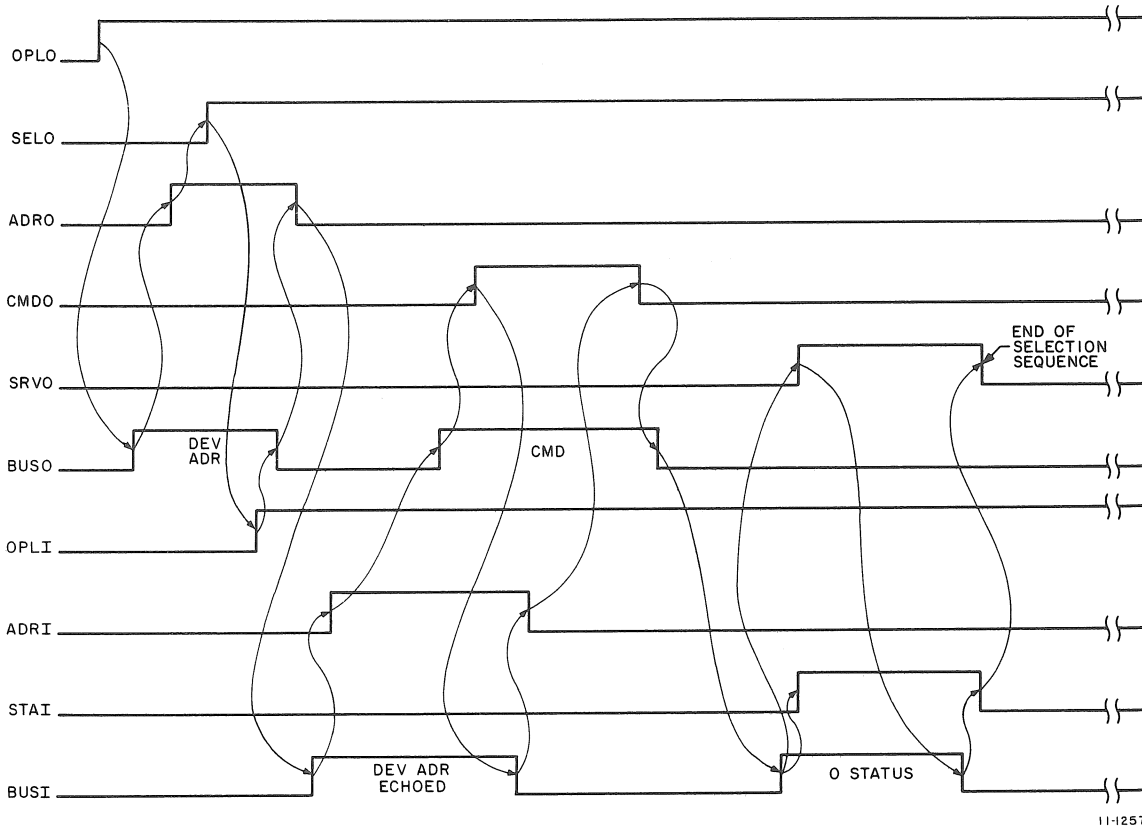 OPLO
SELO
ADRO
CMDO
SRVO
END OF
SELECTION
SEQUENCE
BUSO
DEV
ADR
CMD
OPLI
ADRI
STAI
BUSI
DEV ADR
ECHOED
0 STATUS
11-1257